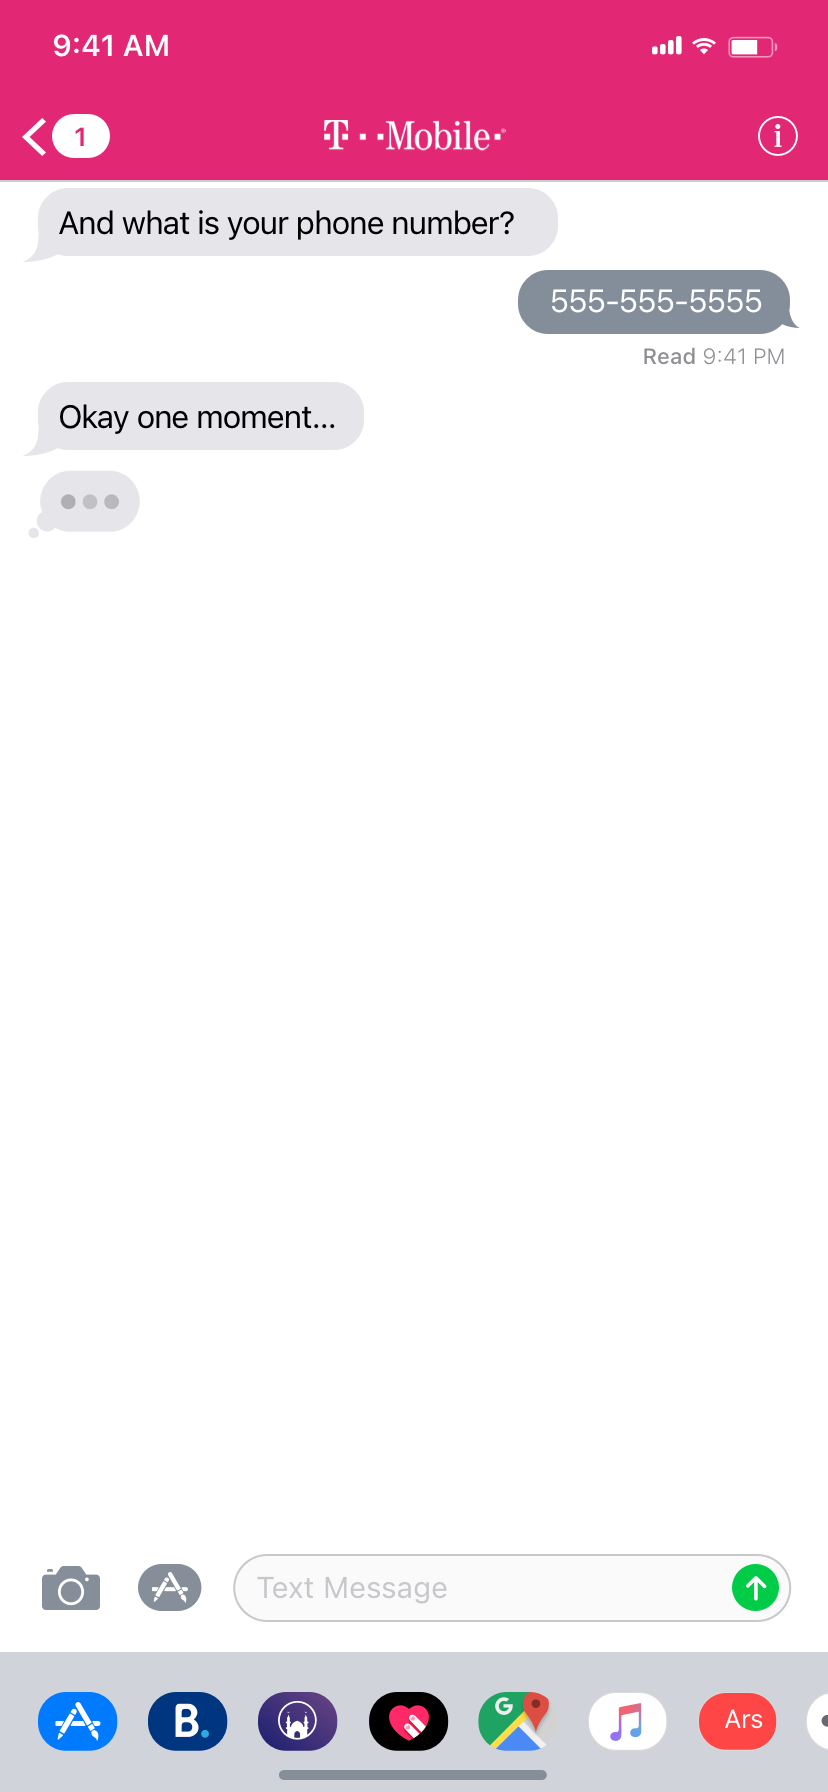 9:41 AM
1
T··Mobile·
i
And what is your phone number?
555-555-5555
Read 9:41 PM
Okay one moment...
Text Message
B.
G
Ars